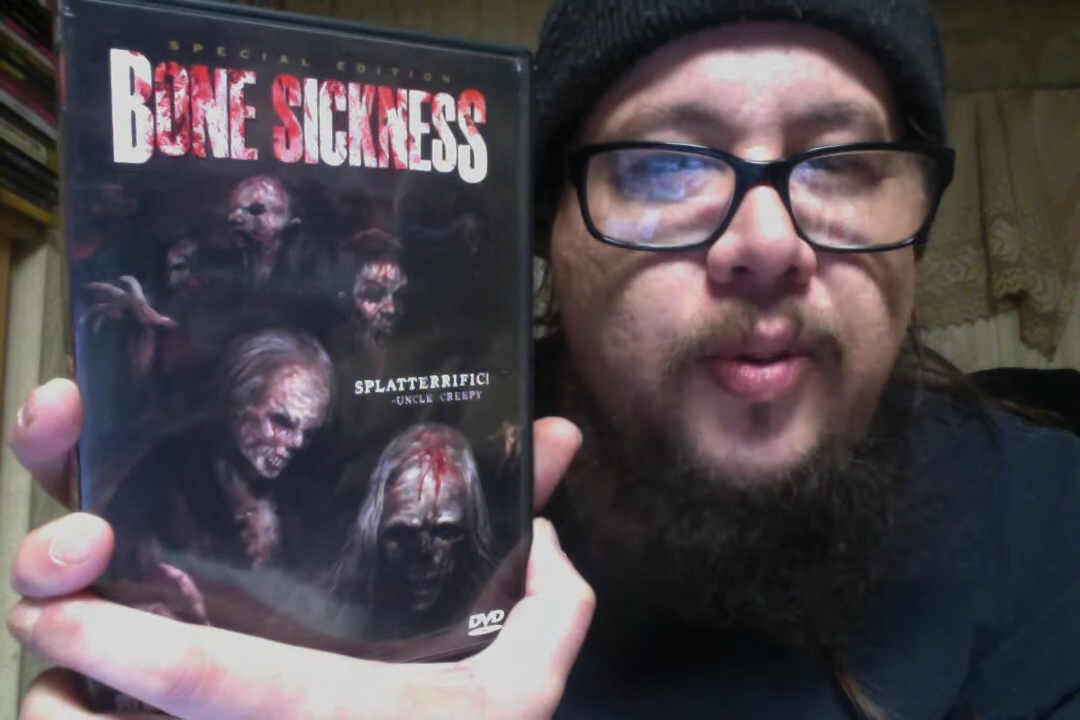 SPECIAL EDITION
BONE SICKNESS
SPLATTERRIFIC!
-UNCLE CREEPY
DVD